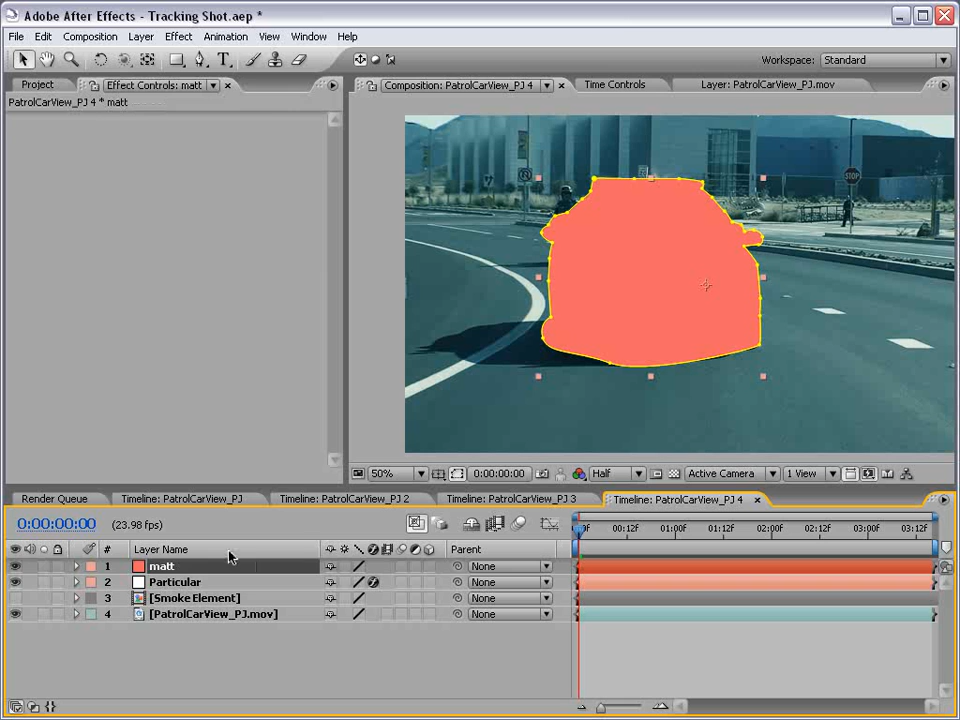 Adobe After Effects - Tracking Shot.aep *
File Edit Composition Layer Effect Animation View Window Help
Workspace: Standard
Project Effect Controls: matt Composition: PatrolCarView_PJ 4 Time Controls Layer: PatrolCarView_PJ.mov
PatrolCarView_PJ 4 * matt
STOP
50% 0:00:00:00 Half Active Camera 1 View
Render Queue Timeline: PatrolCarView_PJ Timeline: PatrolCarView_PJ 2 Timeline: PatrolCarView_PJ 3 Timeline: PatrolCarView_PJ 4
0:00:00:00 (23.98 fps)
00:12f 01:00f 01:12f 02:00f 02:12f 03:00f 03:12f
# Layer Name Parent
1 matt None
2 Particular None
3 [Smoke Element] None
4 [PatrolCarView_PJ.mov] None